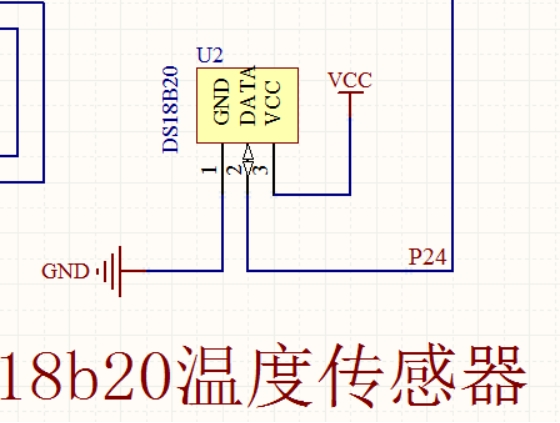 U2
DS18B20
GND
DATA
VCC
VCC
1
2
3
GND
P24
18b20温度传感器